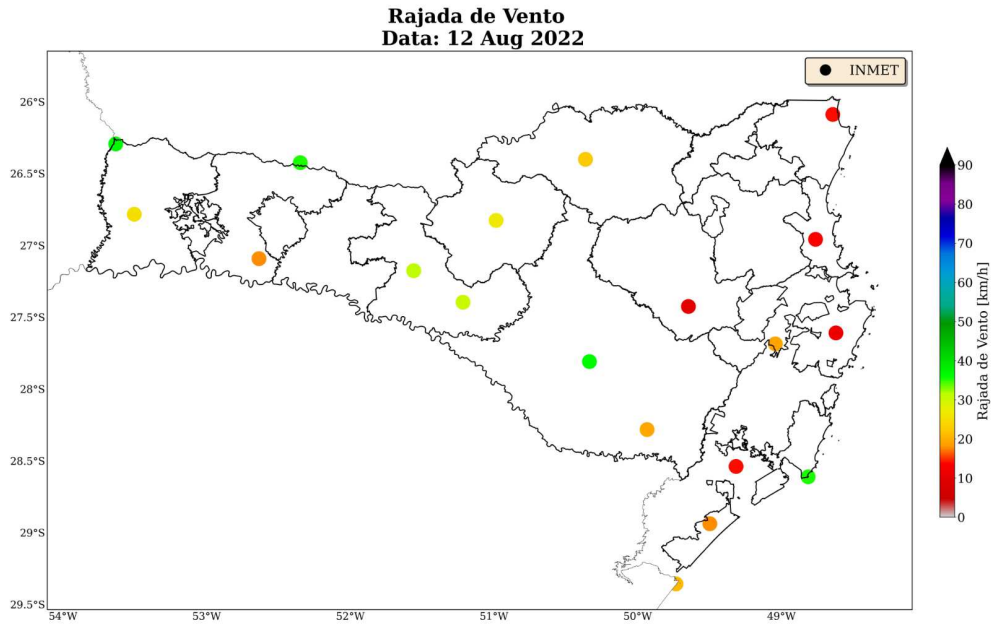 Rajada de Vento
Data: 12 Aug 2022
INMET
26°S
26.5°S
27°S
27.5°S
28°S
28.5°S
29°S
29.5°S
54°W
53°W
52°W
51°W
50°W
49°W
90
80
70
60
50
40
30
20
10
0
Rajada de Vento [km/h]